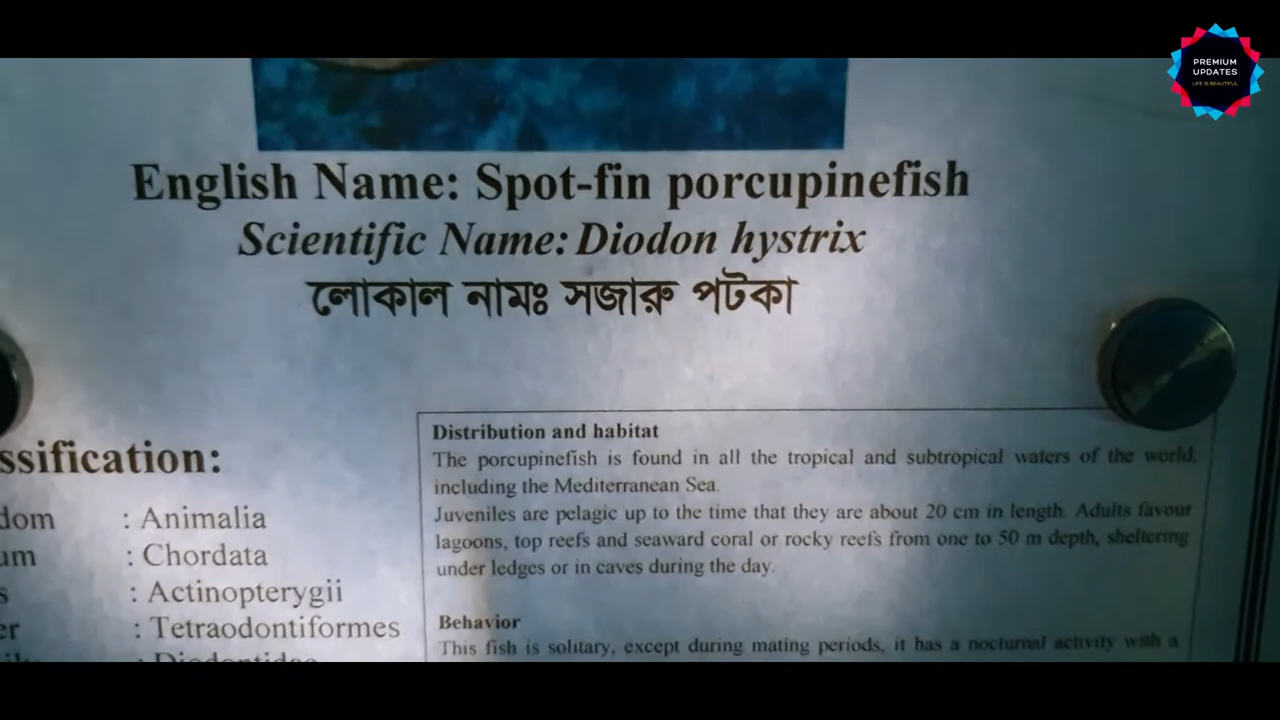 PREMIUM
UPDATES
LIFE IS BEAUTIFUL
English Name: Spot-fin porcupinefish
Scientific Name: Diodon hystrix
লোকাল নামঃ সজারু পটকা
ssification:
dom : Animalia
um : Chordata
s : Actinopterygii
er : Tetraodontiformes
: Diodontidae
Distribution and habitat
The porcupinefish is found in all the tropical and subtropical waters of the world,
including the Mediterranean Sea.
Juveniles are pelagic up to the time that they are about 20 cm in length. Adults favour
lagoons, top reefs and seaward coral or rocky reefs from one to 50 m depth, sheltering
under ledges or in caves during the day.
Behavior
This fish is solitary, except during mating periods, it has a nocturnal activity with a